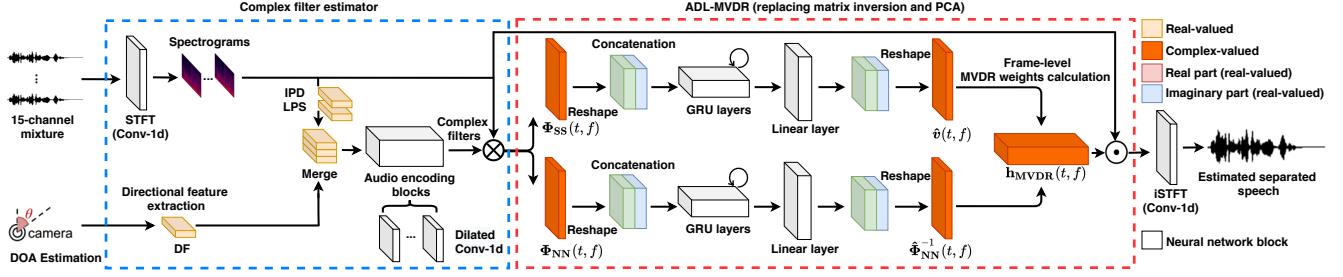 Complex filter estimator
ADL-MVDR (replacing matrix inversion and PCA)
Spectrograms
...
15-channel
mixture
STFT
(Conv-1d)
IPD
LPS
Merge
Directional feature
extraction
DF
θ
camera
DOA Estimation
Audio encoding
blocks
...
Dilated
Conv-1d
Complex
filters
Reshape
Φ_SS(t, f)
Concatenation
GRU layers
Linear layer
Reshape
v̂(t, f)
Reshape
Φ_NN(t, f)
Concatenation
GRU layers
Linear layer
Reshape
Φ̂_NN^{-1}(t, f)
Frame-level
MVDR weights calculation
h_MVDR(t, f)
iSTFT
(Conv-1d)
Estimated separated
speech
Real-valued
Complex-valued
Real part (real-valued)
Imaginary part (real-valued)
Neural network block